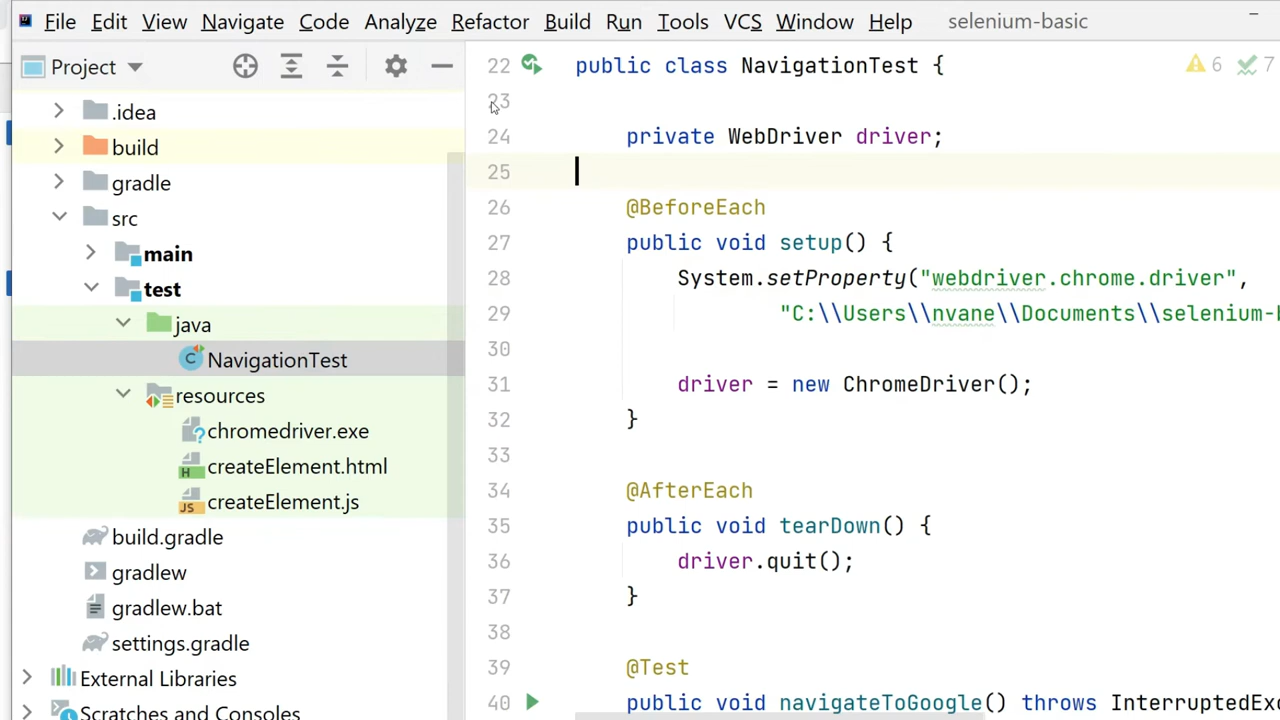 File Edit View Navigate Code Analyze Refactor Build Run Tools VCS Window Help selenium-basic
Project
.idea
build
gradle
src
main
test
java
NavigationTest
resources
chromedriver.exe
createElement.html
createElement.js
build.gradle
gradlew
gradlew.bat
settings.gradle
External Libraries
Scratches and Consoles
22 public class NavigationTest { 6 7
23
24 private WebDriver driver;
25
26 @BeforeEach
27 public void setup() {
28 System.setProperty("webdriver.chrome.driver",
29 "C:\\Users\\nvane\\Documents\\selenium-b
30
31 driver = new ChromeDriver();
32 }
33
34 @AfterEach
35 public void tearDown() {
36 driver.quit();
37 }
38
39 @Test
40 public void navigateToGoogle() throws InterruptedExc